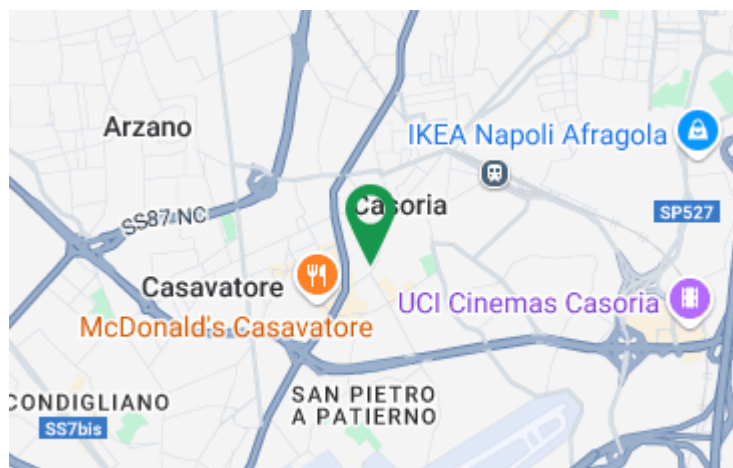 Arzano
IKEA Napoli Afragola
Casoria
SP527
SS87 NC
Casavatore
UCI Cinemas Casoria
McDonald's Casavatore
CONDIGLIANO
SS7bis
SAN PIETRO
A PATIERNO